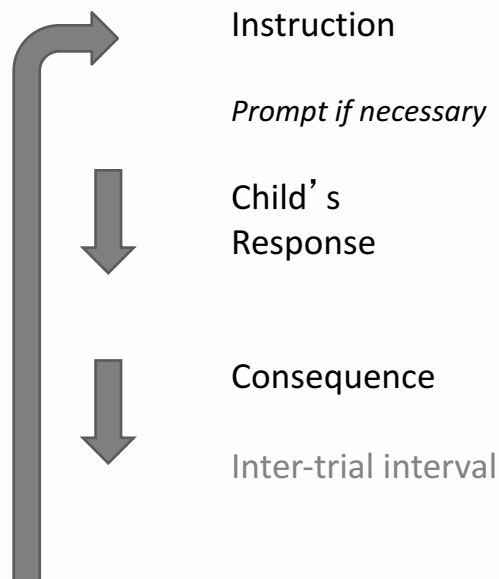 Instruction
Prompt if necessary
Child’s
Response
Consequence
Inter-trial interval